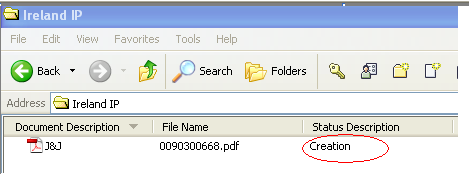 Ireland IP
File Edit View Favorites Tools Help
Back Search Folders
Address Ireland IP
Document Description File Name Status Description
J&J 0090300668.pdf Creation